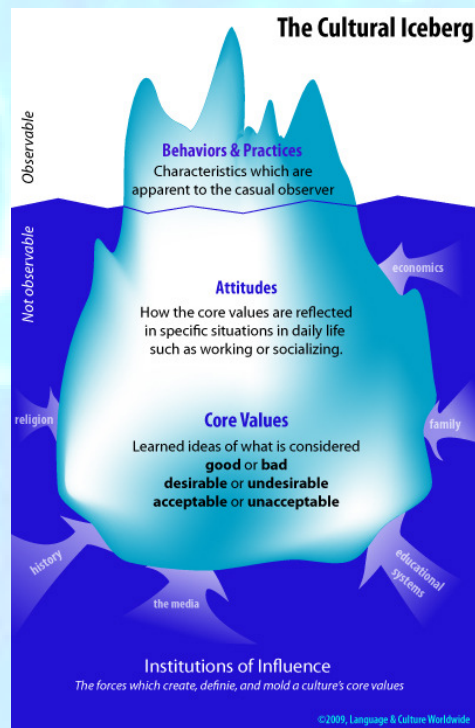 The Cultural Iceberg
Observable
Behaviors & Practices
Characteristics which are
apparent to the casual observer
Not observable
economics
Attitudes
How the core values are reflected
in specific situations in daily life
such as working or socializing.
religion
family
Core Values
Learned ideas of what is considered
good or bad
desirable or undesirable
acceptable or unacceptable
history
the media
educational
systems
Institutions of Influence
The forces which create, definie, and mold a culture's core values
©2009, Language & Culture Worldwide